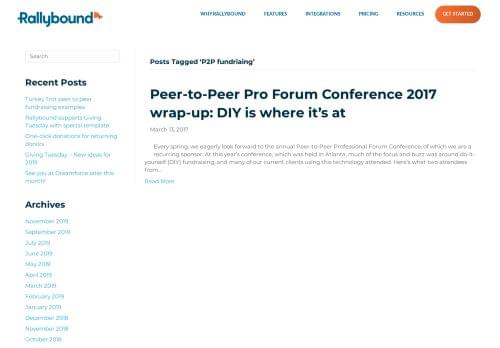 Rallybound
WHY RALLYBOUND
FEATURES
INTEGRATIONS
PRICING
RESOURCES
GET STARTED
Search
Recent Posts
Turkey Trot peer to peer
fundraising examples
Rallybound supports Giving
Tuesday with special template
One-click donations for returning
donors
Giving Tuesday – New ideas for
2019
See you at Dreamforce later this
month!
Archives
November 2019
September 2019
July 2019
June 2019
May 2019
April 2019
March 2019
February 2019
January 2019
December 2018
November 2018
October 2018
Posts Tagged ‘P2P fundriaing’
Peer-to-Peer Pro Forum Conference 2017
wrap-up: DIY is where it’s at
March 13, 2017
Every spring, we eagerly look forward to the annual Peer-to-Peer Professional Forum Conference, of which we are a
recurring sponsor. At this year’s conference, which was held in Atlanta, much of the focus and buzz was around do-it-
yourself (DIY) fundraising, and many of our current clients using this technology attended. Here’s what two attendees
from...
Read More